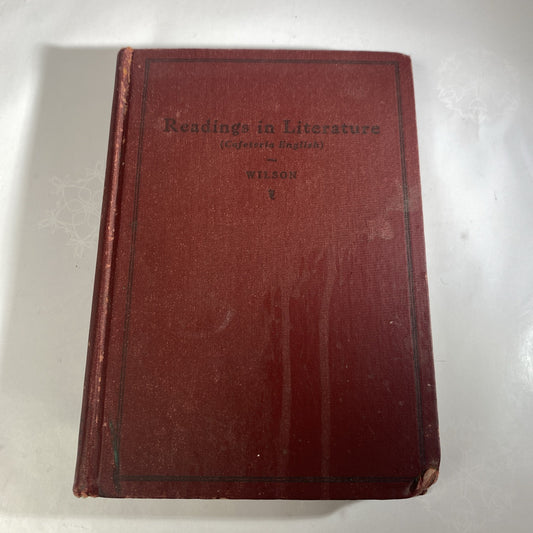 Readings in Literature
(Cafeteria English)
WILSON